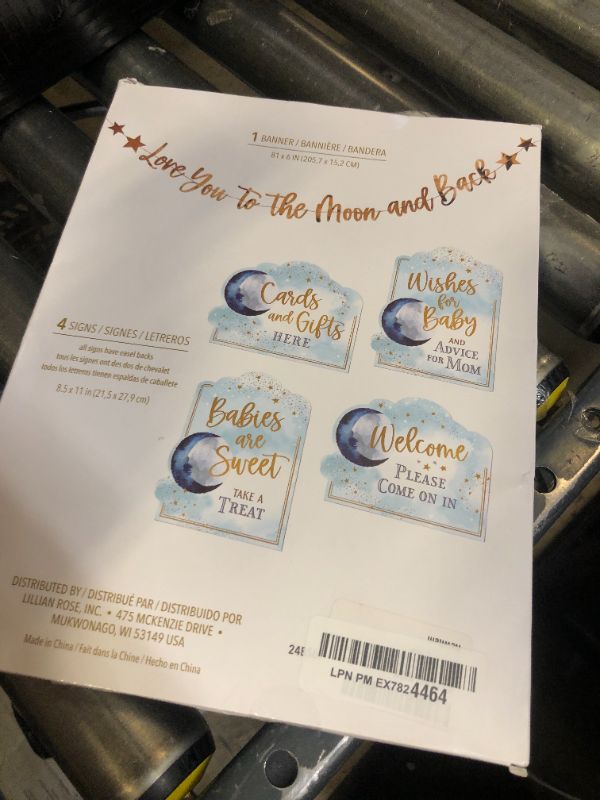 1 BANNER / BANNIÈRE / BANDERA
81 x 6 IN (205,7 x 15,2 CM)
Love You to the Moon and Back
4 SIGNS / SIGNES / LETREROS
all signs have easel backs
tous les signes ont des dos de chevalet
todos los letreros tienen espaldas de caballete
8.5 x 11 in (21,5 x 27,9 cm)
Cards
and Gifts
HERE
Wishes
for
Baby
AND
ADVICE
FOR MOM
Babies
are
Sweet
TAKE A
TREAT
Welcome
PLEASE
COME ON IN
DISTRIBUTED BY / DISTRIBUÉ PAR / DISTRIBUIDO POR
LILLIAN ROSE, INC. • 475 MCKENZIE DRIVE •
MUKWONAGO, WI 53149 USA
Made in China / Fait dans la Chine / Hecho en China
LPN PM EX7824464